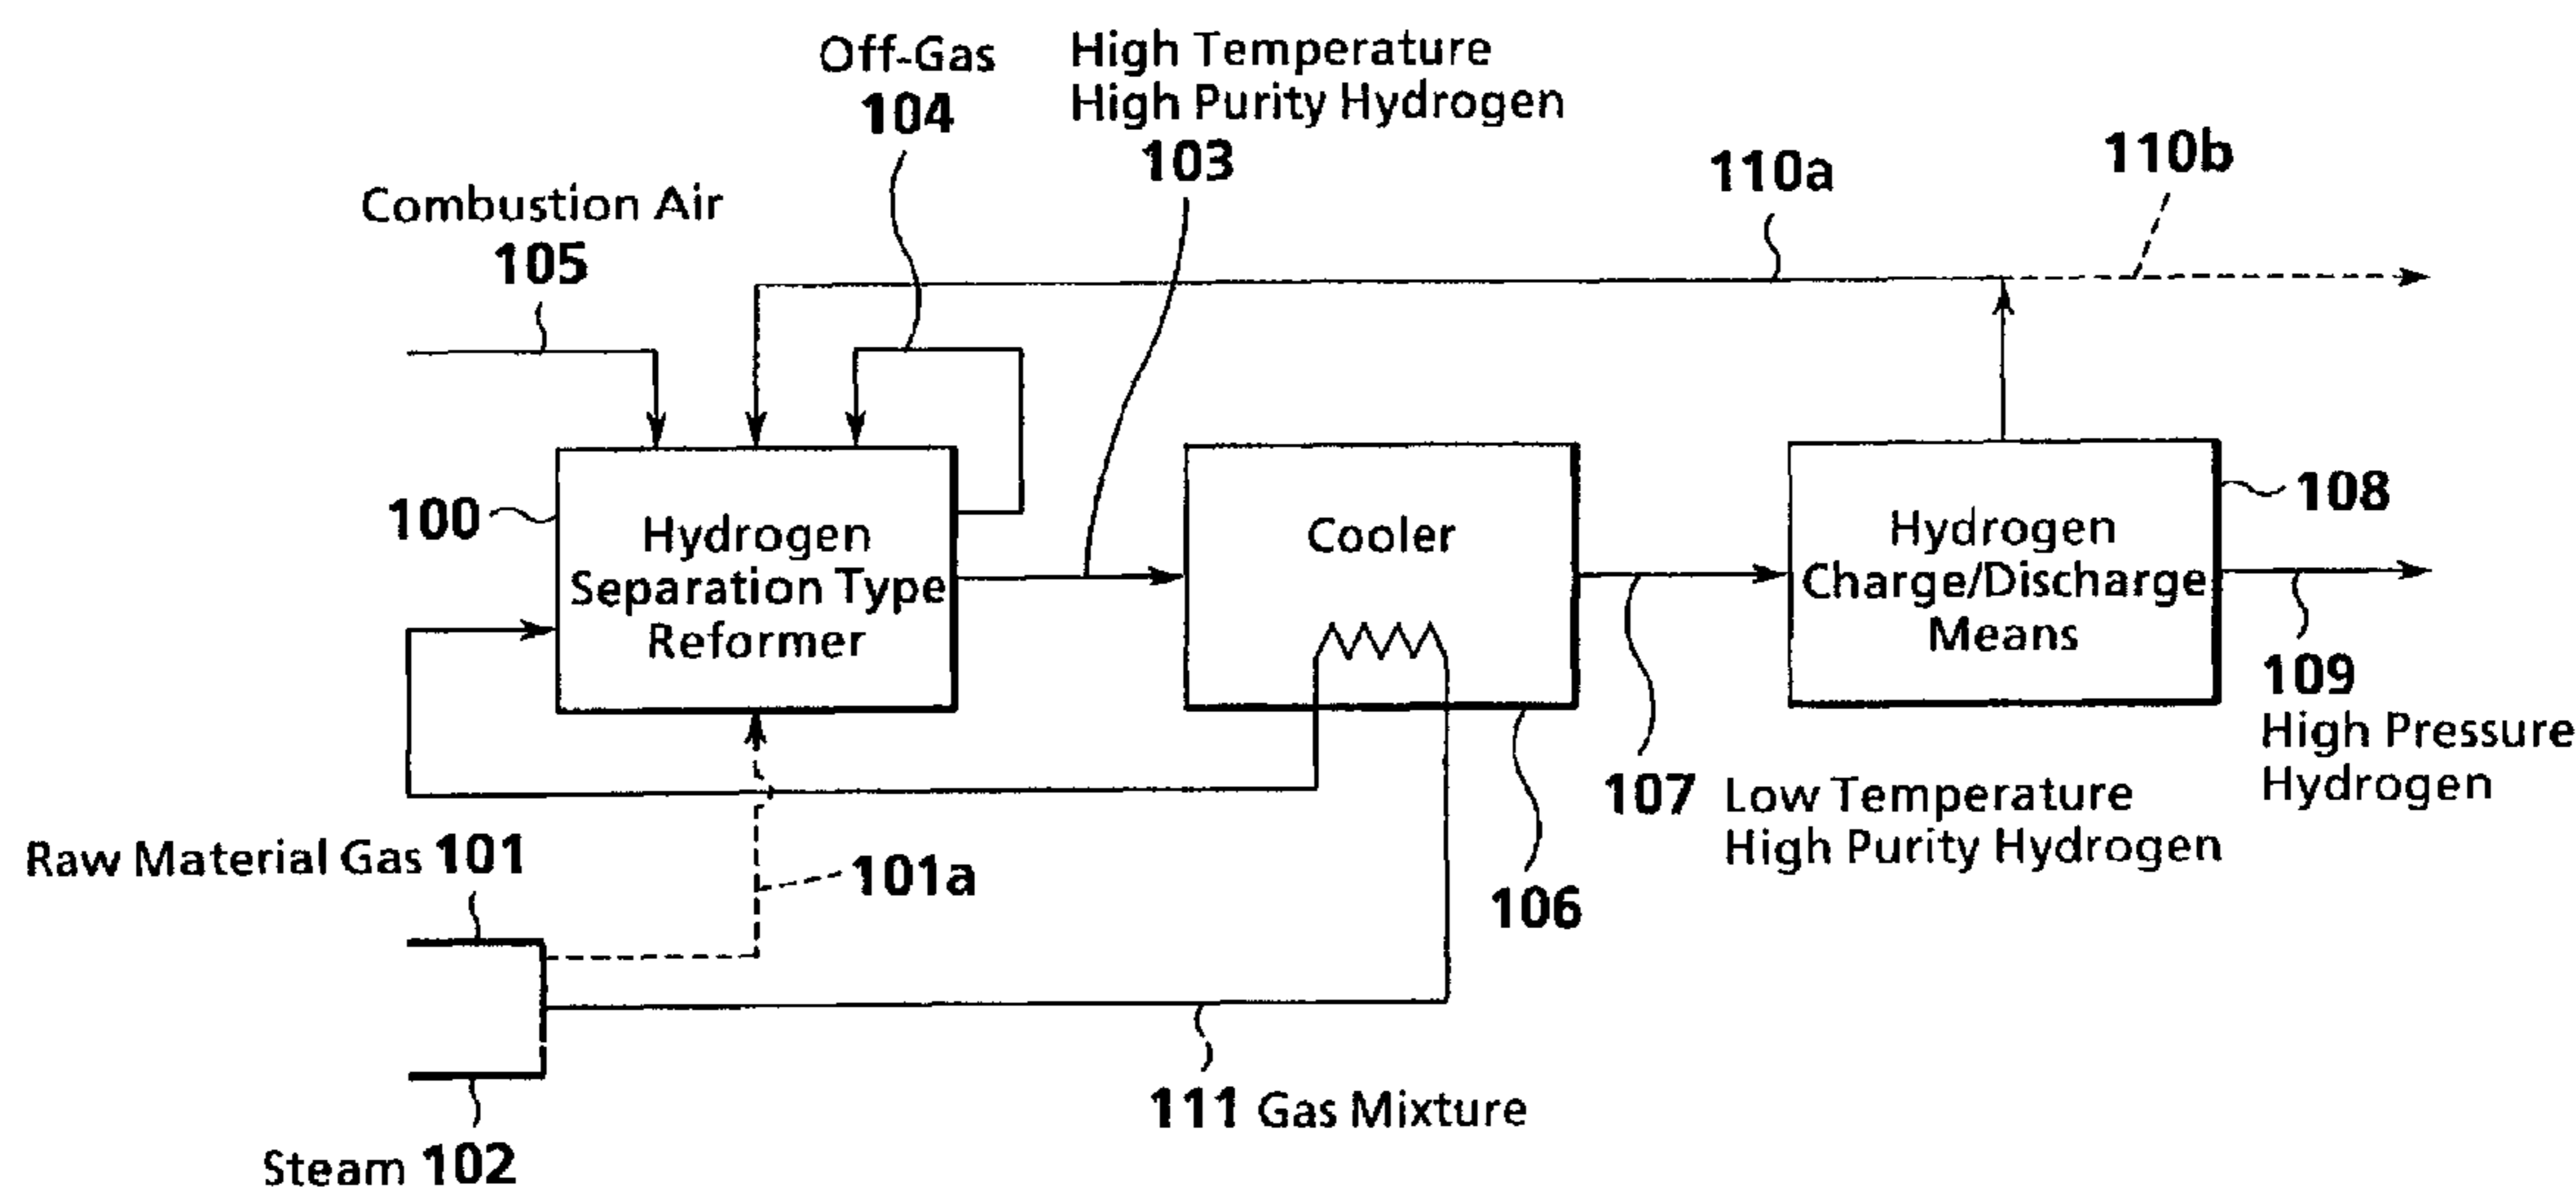 Off-Gas
104
High Temperature
High Purity Hydrogen
103
110a
110b
Combustion Air
105
100
Hydrogen
Separation Type
Reformer
Cooler
Hydrogen
Charge/Discharge
Means
108
109
High Pressure
Hydrogen
107 Low Temperature
High Purity Hydrogen
106
Raw Material Gas 101
101a
111 Gas Mixture
Steam 102